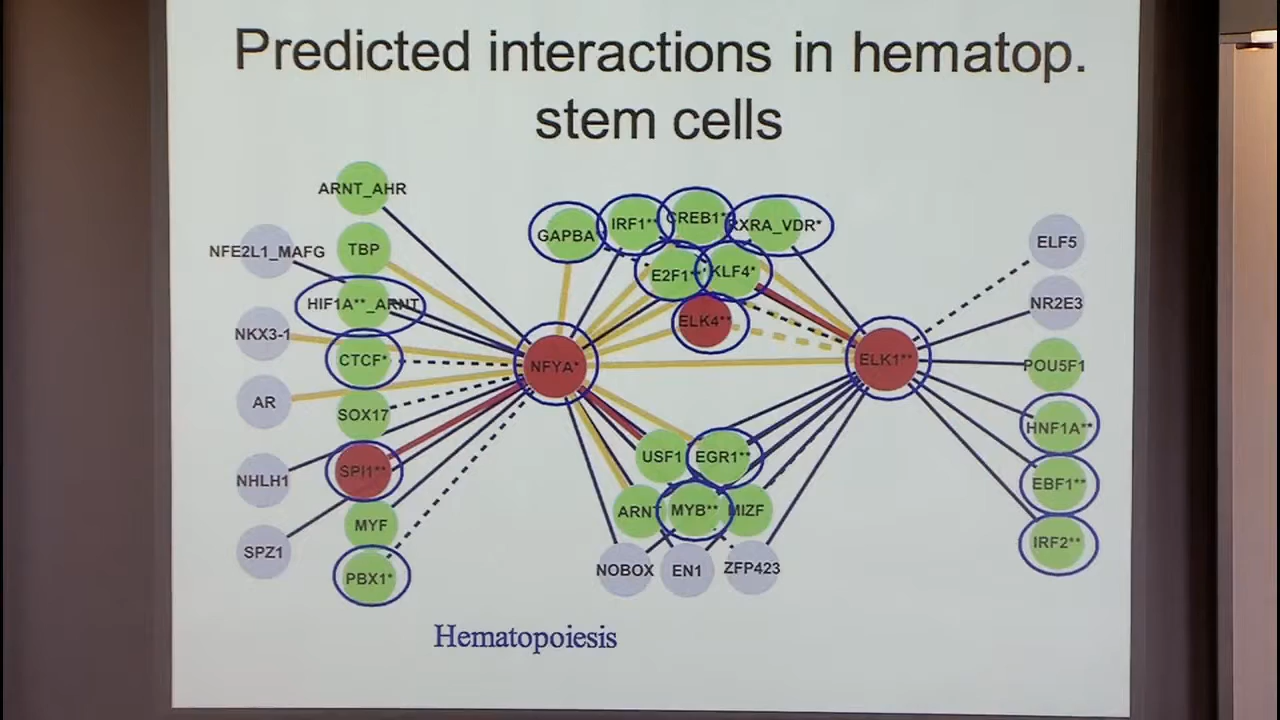 Predicted interactions in hematop.
stem cells
ARNT_AHR
NFE2L1_MAFG
TBP
HIF1A**_ARNT
NKX3-1
CTCF*
AR
SOX17
NHLH1
SPI1**
MYF
SPZ1
PBX1*
NFYA*
GAPBA
IRF1**
CREB1*
RXRA_VDR*
E2F1**
KLF4*
ELK4**
ELK1**
USF1
EGR1**
ARNT
MYB**
MIZF
NOBOX
EN1
ZFP423
ELF5
NR2E3
POU5F1
HNF1A**
EBF1**
IRF2**
Hematopoiesis